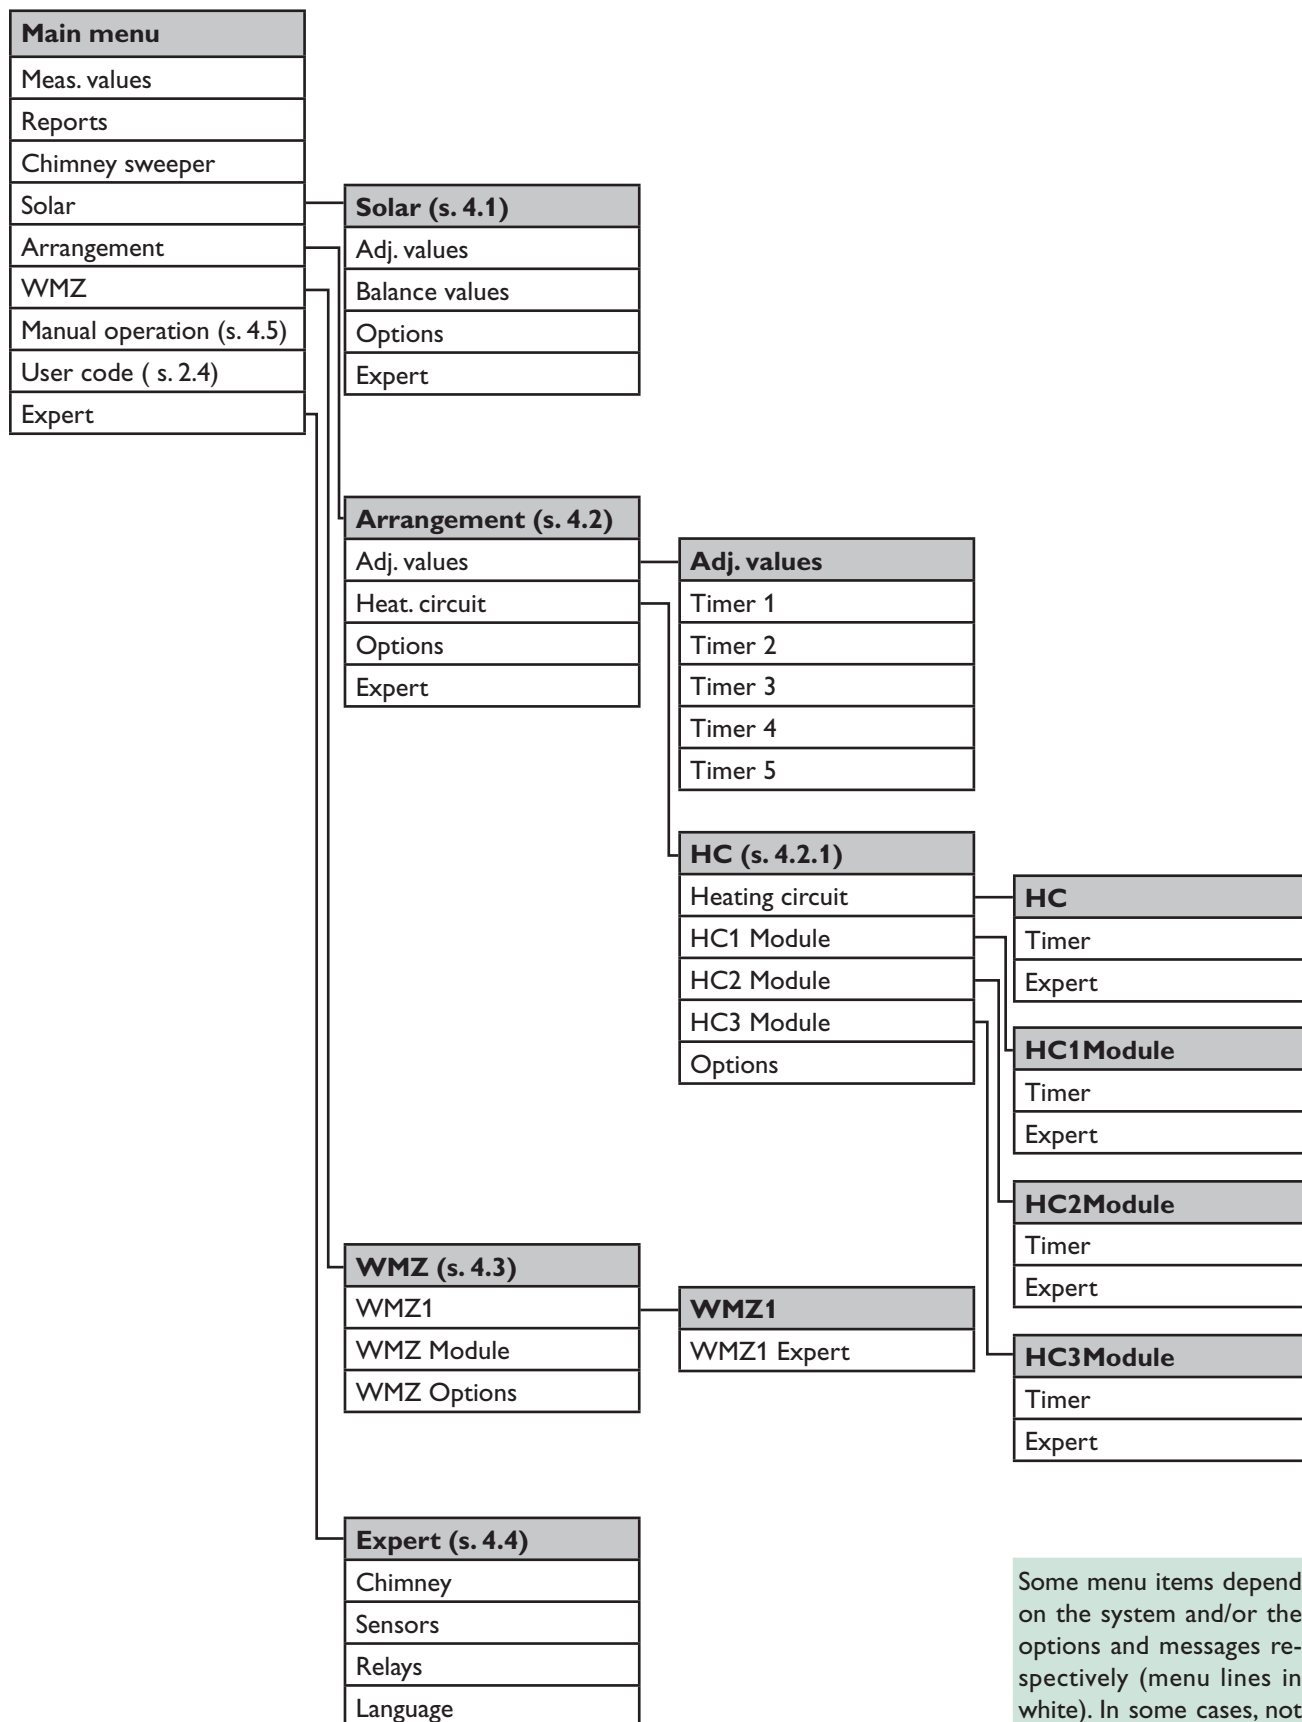 Main menu
Meas. values
Reports
Chimney sweeper
Solar
Arrangement
WMZ
Manual operation (s. 4.5)
User code ( s. 2.4)
Expert
Solar (s. 4.1)
Adj. values
Balance values
Options
Expert
Arrangement (s. 4.2)
Adj. values
Heat. circuit
Options
Expert
Adj. values
Timer 1
Timer 2
Timer 3
Timer 4
Timer 5
HC (s. 4.2.1)
Heating circuit
HC1 Module
HC2 Module
HC3 Module
Options
HC
Timer
Expert
HC1Module
Timer
Expert
HC2Module
Timer
Expert
HC3Module
Timer
Expert
WMZ (s. 4.3)
WMZ1
WMZ Module
WMZ Options
WMZ1
WMZ1 Expert
Expert (s. 4.4)
Chimney
Sensors
Relays
Language
Some menu items depend
on the system and/or the
options and messages re-
spectively (menu lines in
white). In some cases, not